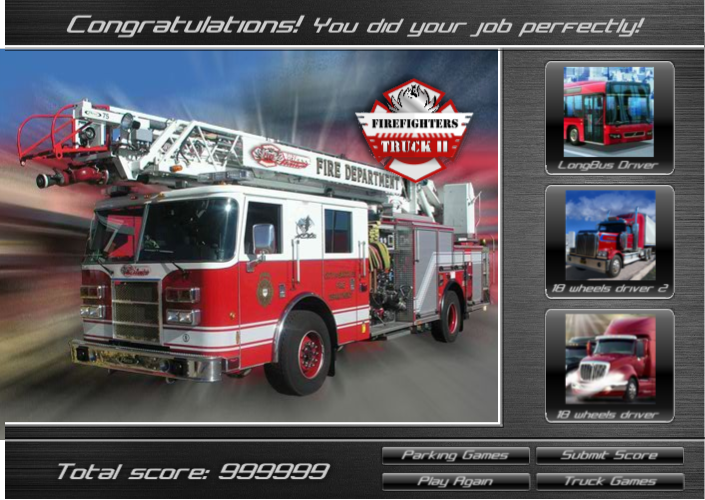 Congratulations! You did your job perfectly!
75
FIREFIGHTERS
TRUCK II
FIRE DEPARTMENT
LongBus Driver
18 wheels driver 2
18 wheels driver
Total score: 999999
Parking Games
Submit Score
Play Again
Truck Games